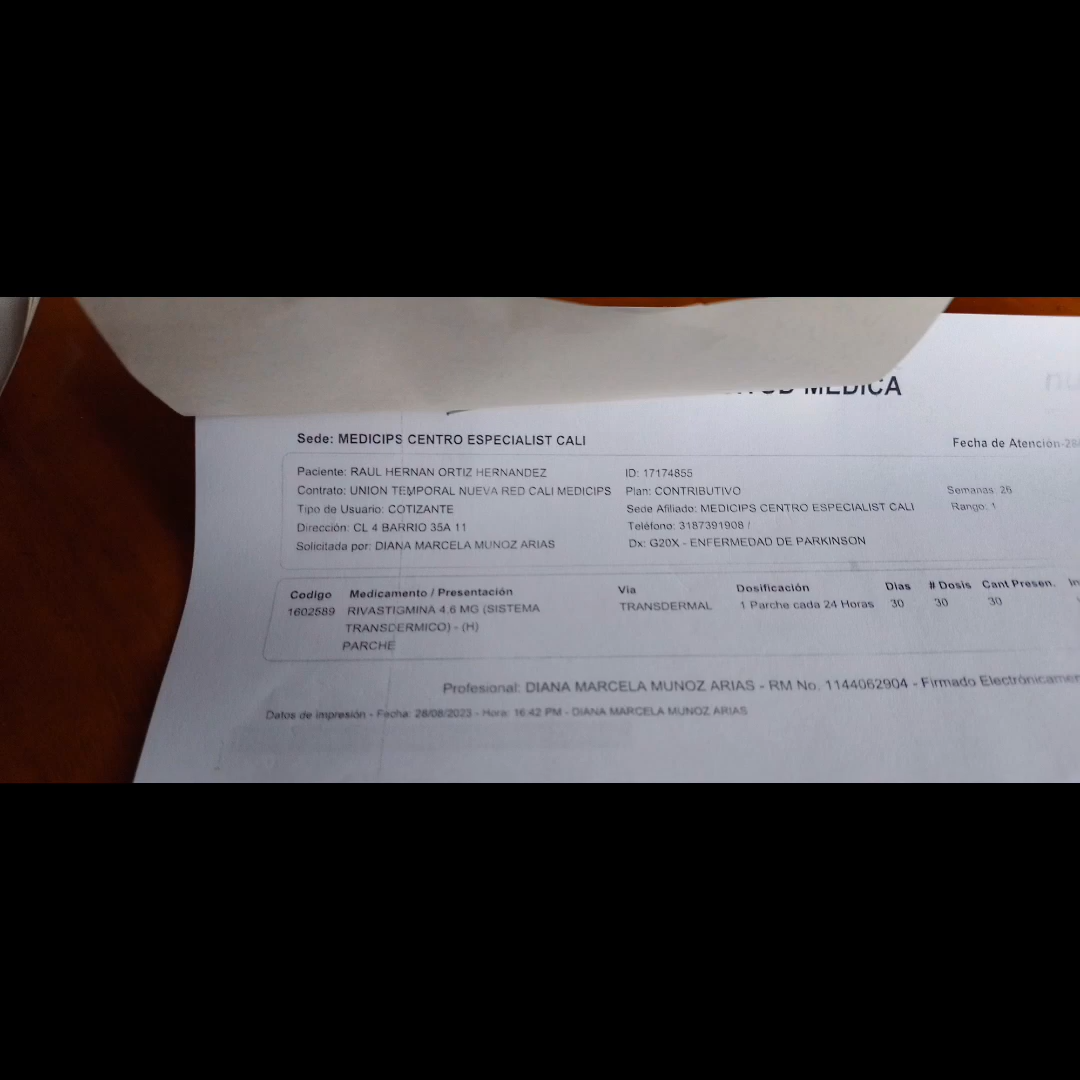 MEDICA
nu
Sede: MEDICIPS CENTRO ESPECIALIST CALI
Fecha de Atención-28
Paciente: RAUL HERNAN ORTIZ HERNANDEZ ID: 17174855
Contrato: UNION TEMPORAL NUEVA RED CALI MEDICIPS Plan: CONTRIBUTIVO Semanas: 26
Tipo de Usuario: COTIZANTE Sede Afiliado: MEDICIPS CENTRO ESPECIALIST CALI Rango: 1
Dirección: CL 4 BARRIO 35A 11 Teléfono: 3187391908 /
Solicitada por: DIANA MARCELA MUNOZ ARIAS Dx: G20X - ENFERMEDAD DE PARKINSON
Codigo Medicamento / Presentación Via Dosificación Dias # Dosis Cant Presen. In
1602589 RIVASTIGMINA 4.6 MG (SISTEMA TRANSDERMAL 1 Parche cada 24 Horas 30 30 30
TRANSDERMICO) - (H)
PARCHE
Profesional: DIANA MARCELA MUNOZ ARIAS - RM No. 1144062904 - Firmado Electrónicamen
Datos de impresión - Fecha: 28/08/2023 - Hora: 16:42 PM - DIANA MARCELA MUNOZ ARIAS